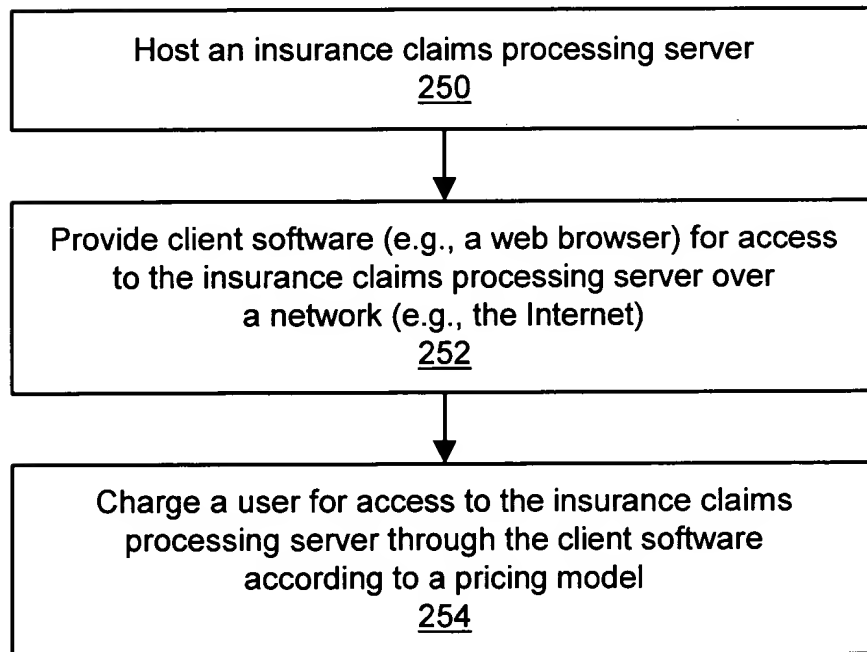 Host an insurance claims processing server
250
Provide client software (e.g., a web browser) for access
to the insurance claims processing server over
a network (e.g., the Internet)
252
Charge a user for access to the insurance claims
processing server through the client software
according to a pricing model
254